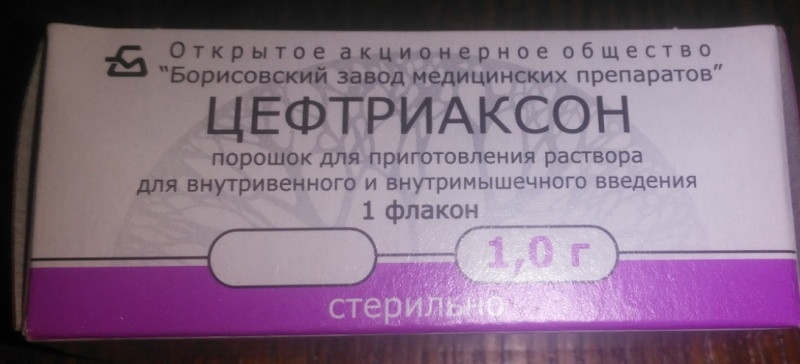 Открытое акционерное общество
"Борисовский завод медицинских препаратов"
ЦЕФТРИАКСОН
порошок для приготовления раствора
для внутривенного и внутримышечного введения
1 флакон
1,0 г
стерильно